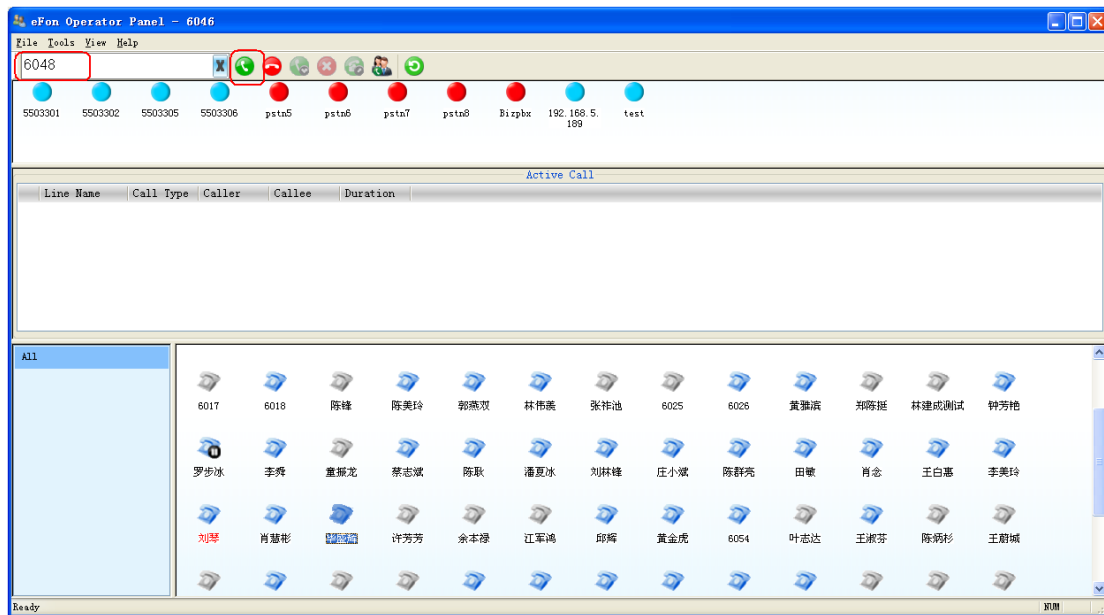 eFon Operator Panel - 6046
File Tools View Help
6048 X
5503301 5503302 5503305 5503306 pstn5 pstn6 pstn7 pstn8 Bizpbx 192.168.5. test
189
Active Call
Line Name Call Type Caller Callee Duration
All
6017 6018 陈锋 陈美玲 郭燕双 林伟羡 张祚池 6025 6026 黄雅滨 郑陈挺 林建成测试 钟芳艳
罗步冰 李舜 童振龙 蔡志斌 陈耿 潘夏冰 刘林锋 庄小斌 陈群亮 田敏 肖念 王白惠 李美玲
刘琴 肖慧彬 许芳芳 余本禄 江军鸿 邱辉 黄金虎 6054 叶志达 王淑芬 陈炳杉 王蔚城
Ready NUM